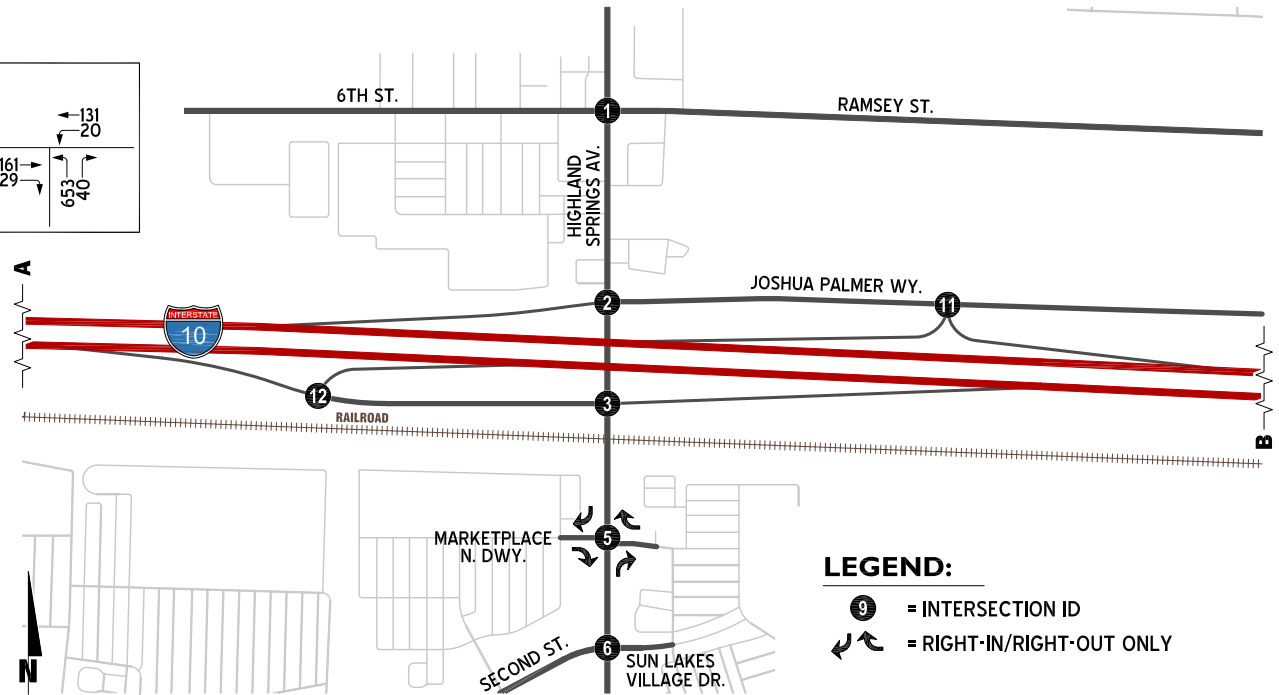 6TH ST.
RAMSEY ST.
1
131
20
161
29
653
40
HIGHLAND
SPRINGS AV.
A
JOSHUA PALMER WY.
2
11
INTERSTATE
10
12
3
RAILROAD
B
MARKETPLACE
N. DWY.
5
LEGEND:
9 = INTERSECTION ID
= RIGHT-IN/RIGHT-OUT ONLY
SECOND ST.
6
SUN LAKES
VILLAGE DR.
N